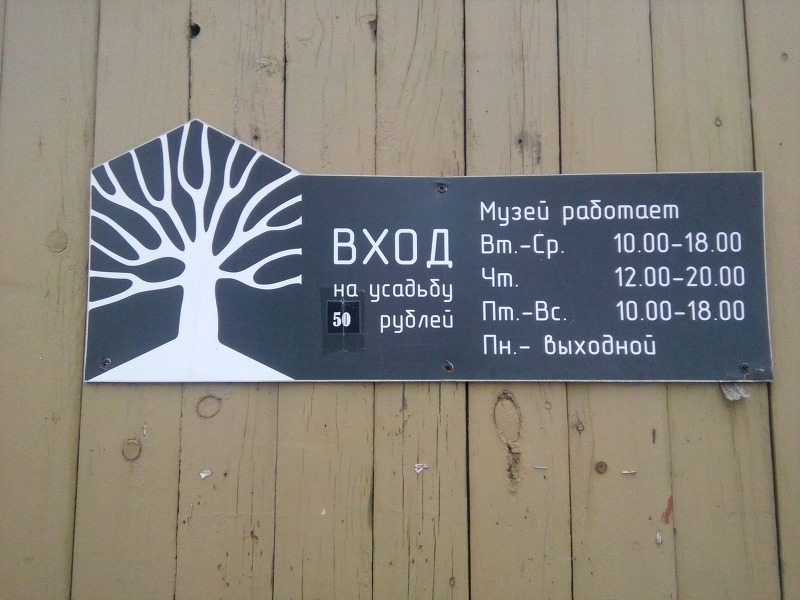 ВХОД
на усадьбу
50 рублей
Музей работает
Вт.-Ср. 10.00-18.00
Чт. 12.00-20.00
Пт.-Вс. 10.00-18.00
Пн.- выходной